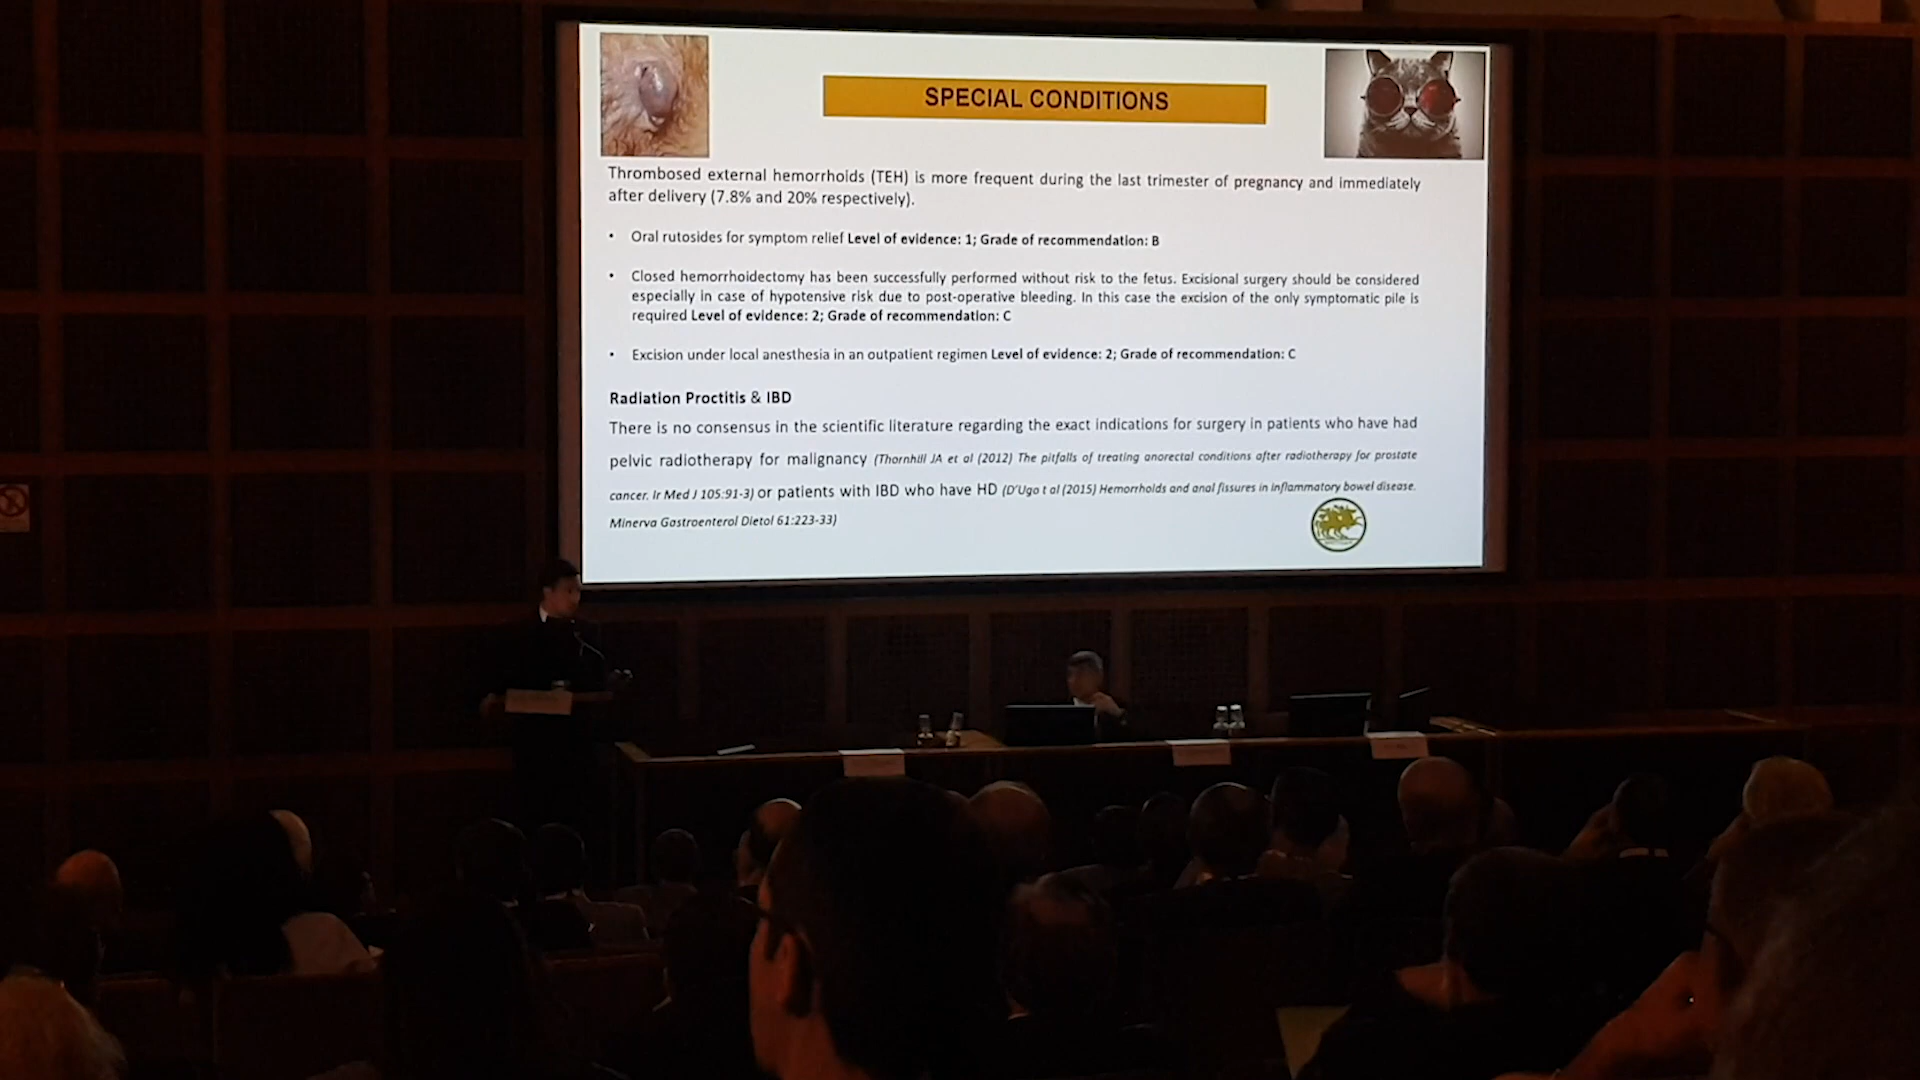 SPECIAL CONDITIONS
Thrombosed external hemorrhoids (TEH) is more frequent during the last trimester of pregnancy and immediately
after delivery (7.8% and 20% respectively).
• Oral rutosides for symptom relief Level of evidence: 1; Grade of recommendation: B
• Closed hemorrhoidectomy has been successfully performed without risk to the fetus. Excisional surgery should be considered
especially in case of hypotensive risk due to post-operative bleeding. In this case the excision of the only symptomatic pile is
required Level of evidence: 2; Grade of recommendation: C
• Excision under local anesthesia in an outpatient regimen Level of evidence: 2; Grade of recommendation: C
Radiation Proctitis & IBD
There is no consensus in the scientific literature regarding the exact indications for surgery in patients who have had
pelvic radiotherapy for malignancy (Thornhill JA et al (2012) The pitfalls of treating anorectal conditions after radiotherapy for prostate
cancer. Ir Med J 105:91-3) or patients with IBD who have HD (D'Ugo t al (2015) Hemorrhoids and anal fissures in inflammatory bowel disease.
Minerva Gastroenterol Dietol 61:223-33)